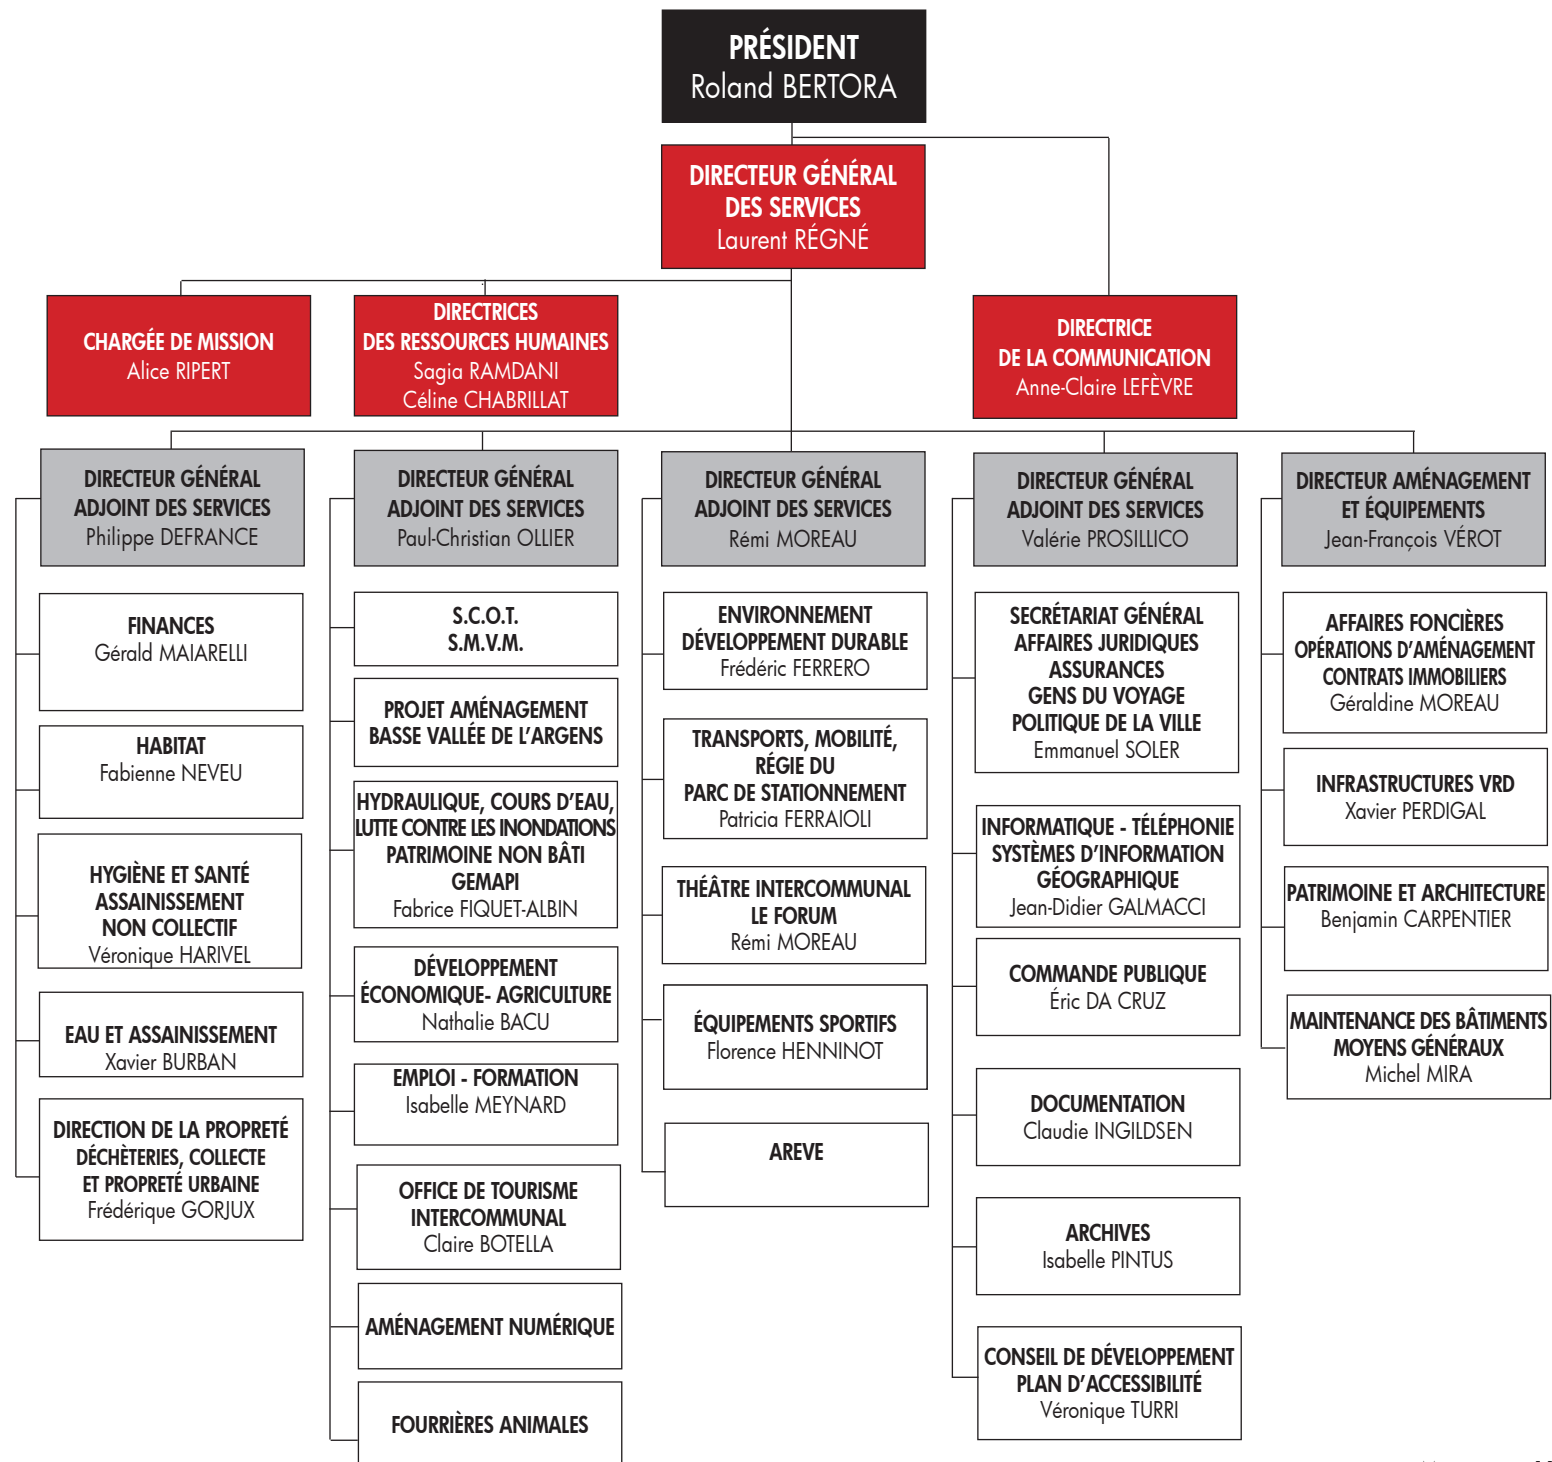 PRÉSIDENT
Roland BERTORA
DIRECTEUR GÉNÉRAL
DES SERVICES
Laurent RÉGNÉ
CHARGÉE DE MISSION
Alice RIPERT
DIRECTRICES
DES RESSOURCES HUMAINES
Sagia RAMDANI
Céline CHABRILLAT
DIRECTRICE
DE LA COMMUNICATION
Anne-Claire LEFÈVRE
DIRECTEUR GÉNÉRAL
ADJOINT DES SERVICES
Philippe DEFRANCE
FINANCES
Gérald MAIARELLI
HABITAT
Fabienne NEVEU
HYGIÈNE ET SANTÉ
ASSAINISSEMENT
NON COLLECTIF
Véronique HARIVEL
EAU ET ASSAINISSEMENT
Xavier BURBAN
DIRECTION DE LA PROPRETÉ
DÉCHÈTERIES, COLLECTE
ET PROPRETÉ URBAINE
Frédérique GORJUX
DIRECTEUR GÉNÉRAL
ADJOINT DES SERVICES
Paul-Christian OLLIER
S.C.O.T.
S.M.V.M.
PROJET AMÉNAGEMENT
BASSE VALLÉE DE L'ARGENS
HYDRAULIQUE, COURS D'EAU,
LUTTE CONTRE LES INONDATIONS
PATRIMOINE NON BÂTI
GEMAPI
Fabrice FIQUET-ALBIN
DÉVELOPPEMENT
ÉCONOMIQUE- AGRICULTURE
Nathalie BACU
EMPLOI - FORMATION
Isabelle MEYNARD
OFFICE DE TOURISME
INTERCOMMUNAL
Claire BOTELLA
AMÉNAGEMENT NUMÉRIQUE
FOURRIÈRES ANIMALES
DIRECTEUR GÉNÉRAL
ADJOINT DES SERVICES
Rémi MOREAU
ENVIRONNEMENT
DÉVELOPPEMENT DURABLE
Frédéric FERRERO
TRANSPORTS, MOBILITÉ,
RÉGIE DU
PARC DE STATIONNEMENT
Patricia FERRAIOLI
THÉÂTRE INTERCOMMUNAL
LE FORUM
Rémi MOREAU
ÉQUIPEMENTS SPORTIFS
Florence HENNINOT
AREVE
DIRECTEUR GÉNÉRAL
ADJOINT DES SERVICES
Valérie PROSILLICO
SECRÉTARIAT GÉNÉRAL
AFFAIRES JURIDIQUES
ASSURANCES
GENS DU VOYAGE
POLITIQUE DE LA VILLE
Emmanuel SOLER
INFORMATIQUE - TÉLÉPHONIE
SYSTÈMES D'INFORMATION
GÉOGRAPHIQUE
Jean-Didier GALMACCI
COMMANDE PUBLIQUE
Éric DA CRUZ
DOCUMENTATION
Claudie INGILDSEN
ARCHIVES
Isabelle PINTUS
CONSEIL DE DÉVELOPPEMENT
PLAN D'ACCESSIBILITÉ
Véronique TURRI
DIRECTEUR AMÉNAGEMENT
ET ÉQUIPEMENTS
Jean-François VÉROT
AFFAIRES FONCIÈRES
OPÉRATIONS D'AMÉNAGEMENT
CONTRATS IMMOBILIERS
Géraldine MOREAU
INFRASTRUCTURES VRD
Xavier PERDIGAL
PATRIMOINE ET ARCHITECTURE
Benjamin CARPENTIER
MAINTENANCE DES BÂTIMENTS
MOYENS GÉNÉRAUX
Michel MIRA